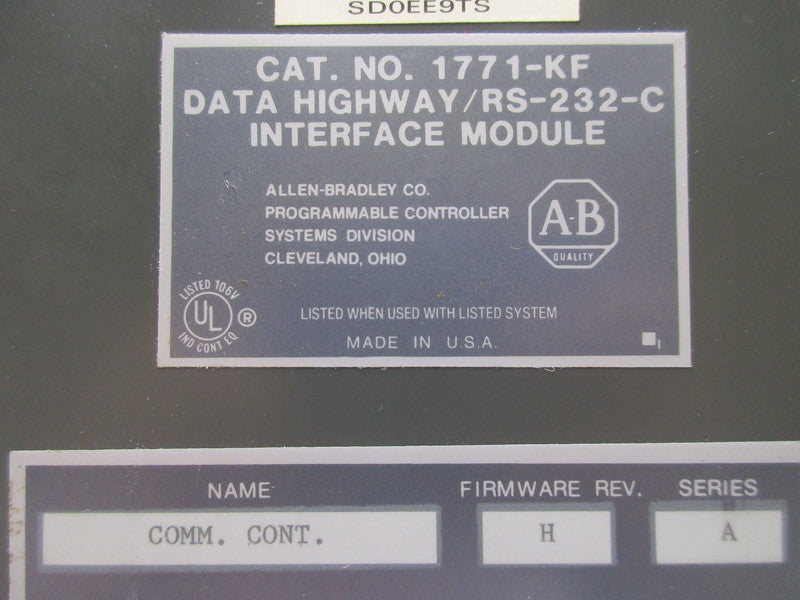 SD0EE9TS
CAT. NO. 1771-KF
DATA HIGHWAY/RS-232-C
INTERFACE MODULE
ALLEN-BRADLEY CO.
PROGRAMMABLE CONTROLLER
SYSTEMS DIVISION
CLEVELAND, OHIO
A-B
QUALITY
LISTED 106V
UL ®
IND CONT EQ
LISTED WHEN USED WITH LISTED SYSTEM
MADE IN U.S.A.
NAME FIRMWARE REV. SERIES
COMM. CONT. H A